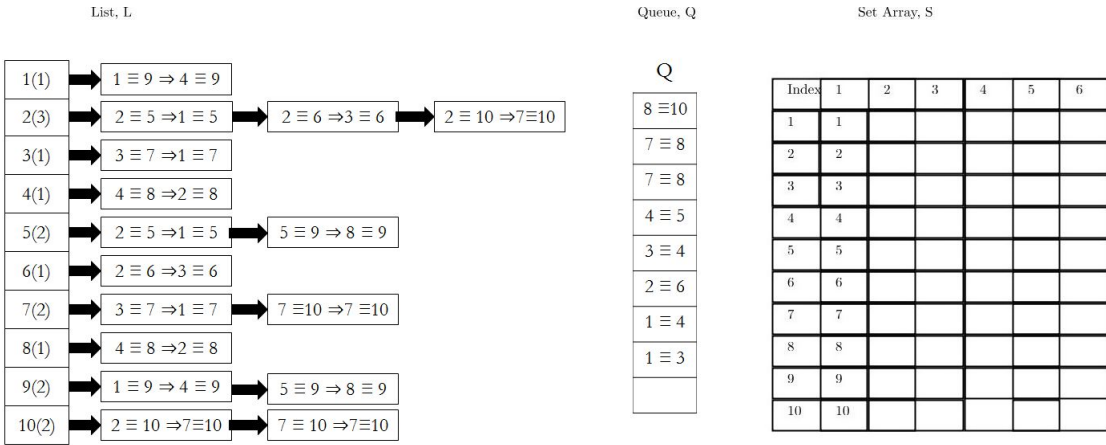 List, L
Queue, Q
Set Array, S
1(1) 1 ≡ 9 ⇒ 4 ≡ 9
2(3) 2 ≡ 5 ⇒1 ≡ 5 2 ≡ 6 ⇒3 ≡ 6 2 ≡ 10 ⇒7≡10
3(1) 3 ≡ 7 ⇒1 ≡ 7
4(1) 4 ≡ 8 ⇒2 ≡ 8
5(2) 2 ≡ 5 ⇒1 ≡ 5 5 ≡ 9 ⇒ 8 ≡ 9
6(1) 2 ≡ 6 ⇒3 ≡ 6
7(2) 3 ≡ 7 ⇒1 ≡ 7 7 ≡10 ⇒7 ≡10
8(1) 4 ≡ 8 ⇒2 ≡ 8
9(2) 1 ≡ 9 ⇒ 4 ≡ 9 5 ≡ 9 ⇒ 8 ≡ 9
10(2) 2 ≡ 10 ⇒7≡10 7 ≡ 10 ⇒7≡10
Q
8 ≡10
7 ≡ 8
7 ≡ 8
4 ≡ 5
3 ≡ 4
2 ≡ 6
1 ≡ 4
1 ≡ 3
Index 1 2 3 4 5 6
1 1
2 2
3 3
4 4
5 5
6 6
7 7
8 8
9 9
10 10